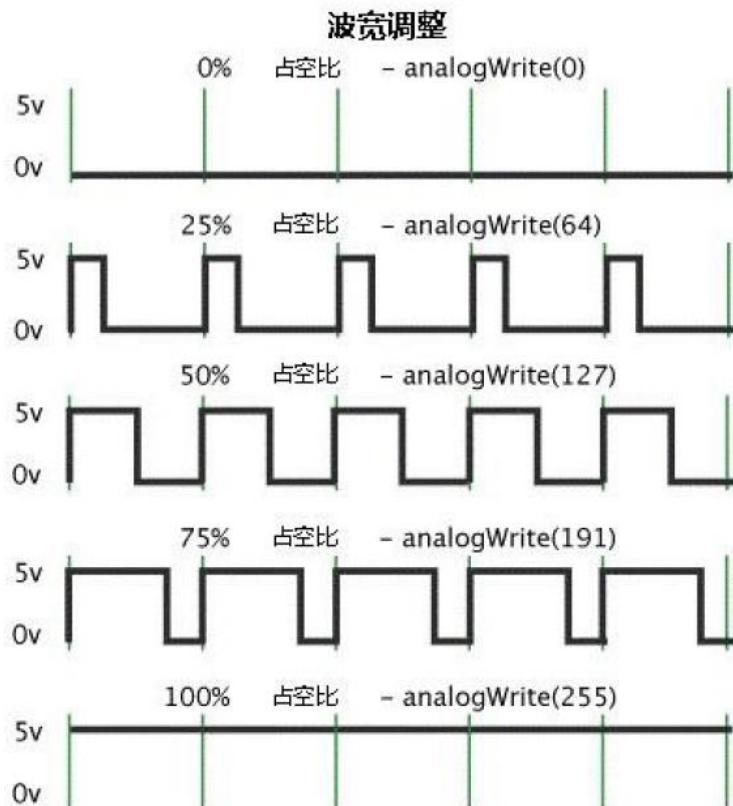 波宽调整
0% 占空比 – analogWrite(0)
5v
0v
25% 占空比 – analogWrite(64)
5v
0v
50% 占空比 – analogWrite(127)
5v
0v
75% 占空比 – analogWrite(191)
5v
0v
100% 占空比 – analogWrite(255)
5v
0v